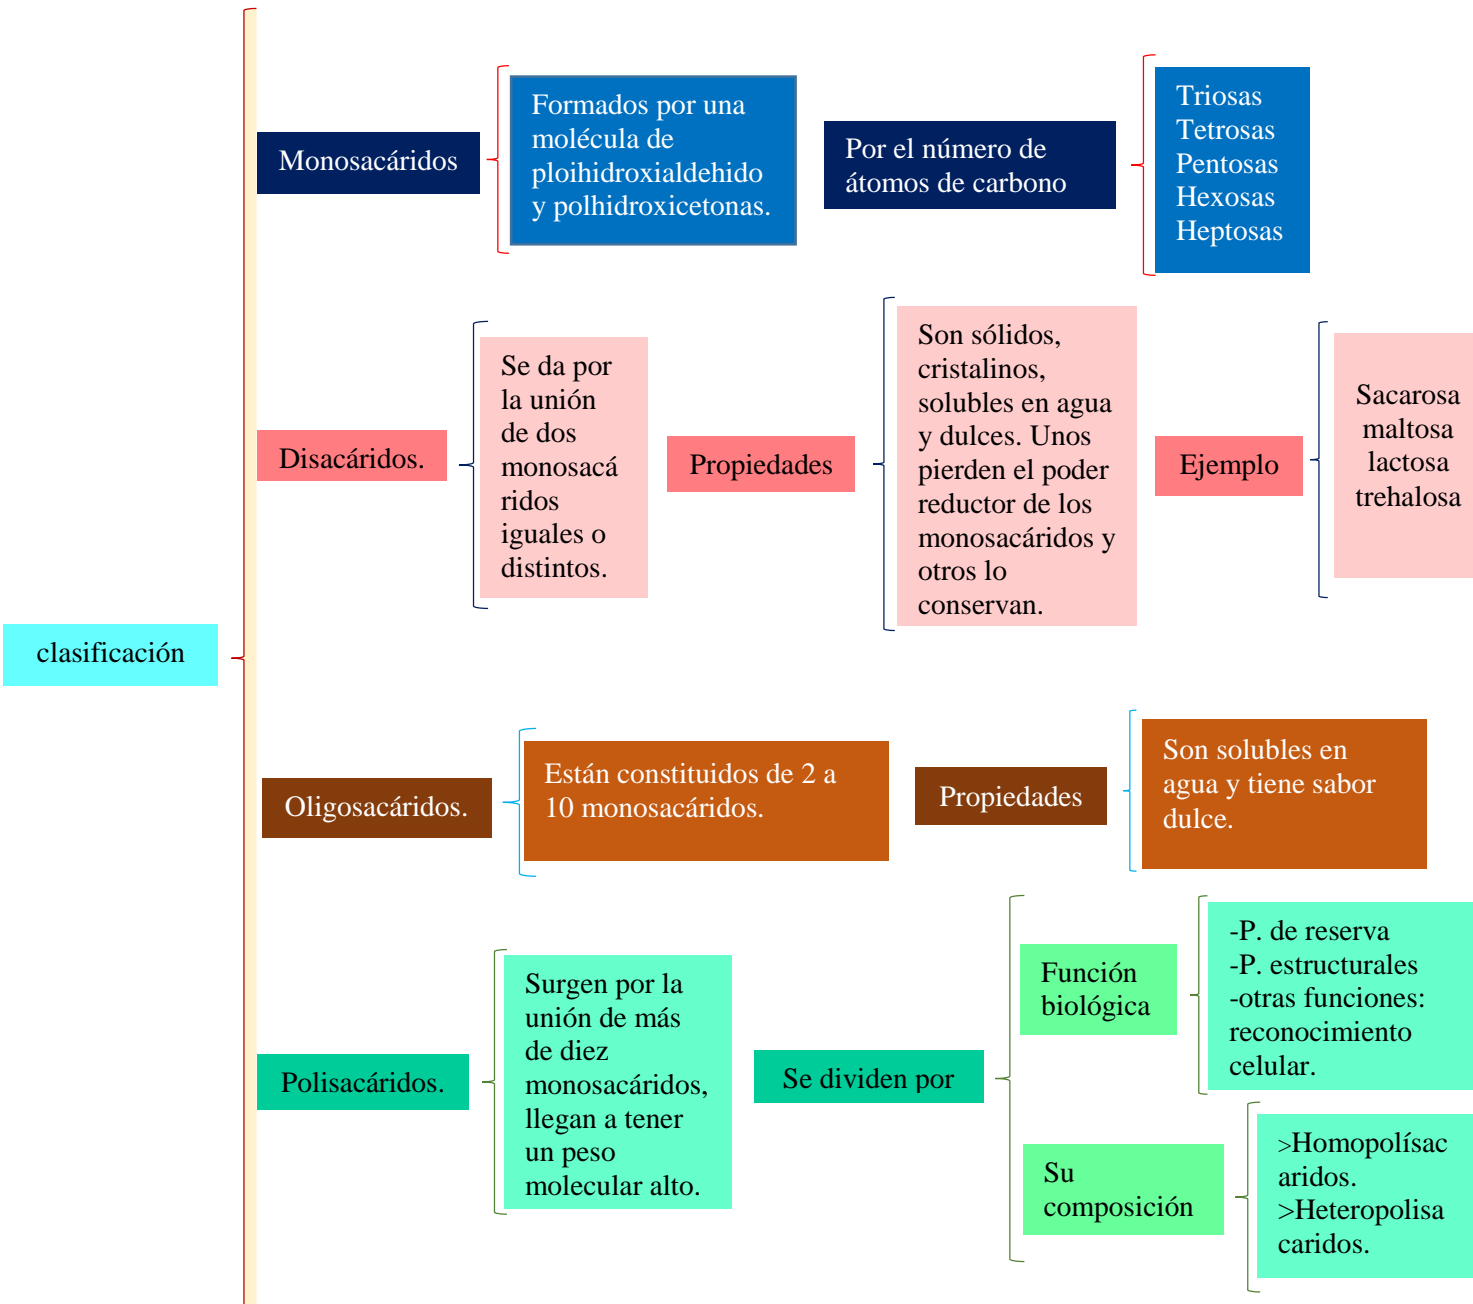 clasificación
Monosacáridos
Formados por una
molécula de
ploihidroxialdehido
y polhidroxicetonas.
Por el número de
átomos de carbono
Triosas
Tetrosas
Pentosas
Hexosas
Heptosas
Disacáridos.
Se da por
la unión
de dos
monosacá
ridos
iguales o
distintos.
Propiedades
Son sólidos,
cristalinos,
solubles en agua
y dulces. Unos
pierden el poder
reductor de los
monosacáridos y
otros lo
conservan.
Ejemplo
Sacarosa
maltosa
lactosa
trehalosa
Oligosacáridos.
Están constituidos de 2 a
10 monosacáridos.
Propiedades
Son solubles en
agua y tiene sabor
dulce.
Polisacáridos.
Surgen por la
unión de más
de diez
monosacáridos,
llegan a tener
un peso
molecular alto.
Se dividen por
Función
biológica
-P. de reserva
-P. estructurales
-otras funciones:
reconocimiento
celular.
Su
composición
>Homopolísac
aridos.
>Heteropolisa
caridos.